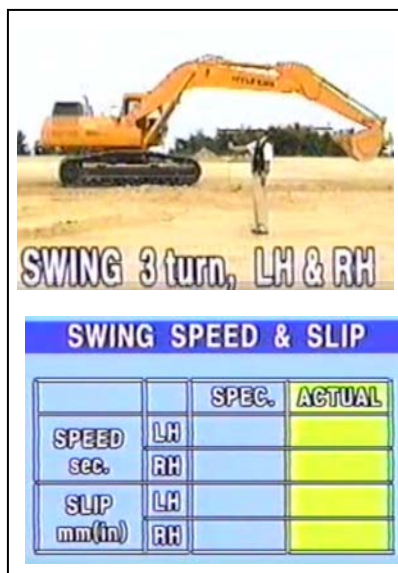 HYUNDAI
SWING 3 turn, LH & RH
SWING SPEED & SLIP
SPEC. ACTUAL
SPEED sec. LH
RH
SLIP mm(in) LH
RH